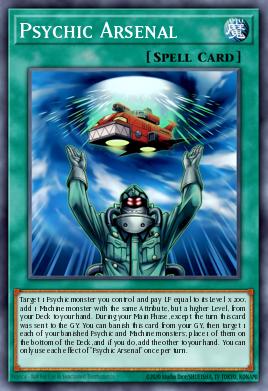 PSYCHIC ARSENAL
魔
[SPELL CARD]
Target 1 Psychic monster you control and pay LP equal to its level x 200,
add 1 Machine monster with the same Attribute, but a higher Level, from
your Deck to your hand. During your Main Phase, except the turn this card
was sent to the GY: You can banish this card from your GY, then target 1
each of your banished Psychic and Machine monsters; place 1 of them on
the bottom of the Deck, and if you do, add the other to your hand. You can
only use each effect of "Psychic Arsenal" once per turn.